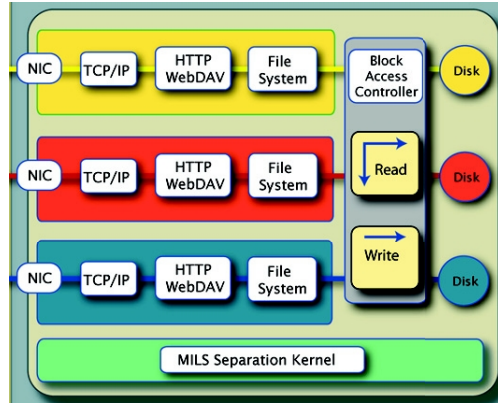 NIC
TCP/IP
HTTP
WebDAV
File
System
Block
Access
Controller
Disk
NIC
TCP/IP
HTTP
WebDAV
File
System
Read
Disk
NIC
TCP/IP
HTTP
WebDAV
File
System
Write
Disk
MILS Separation Kernel